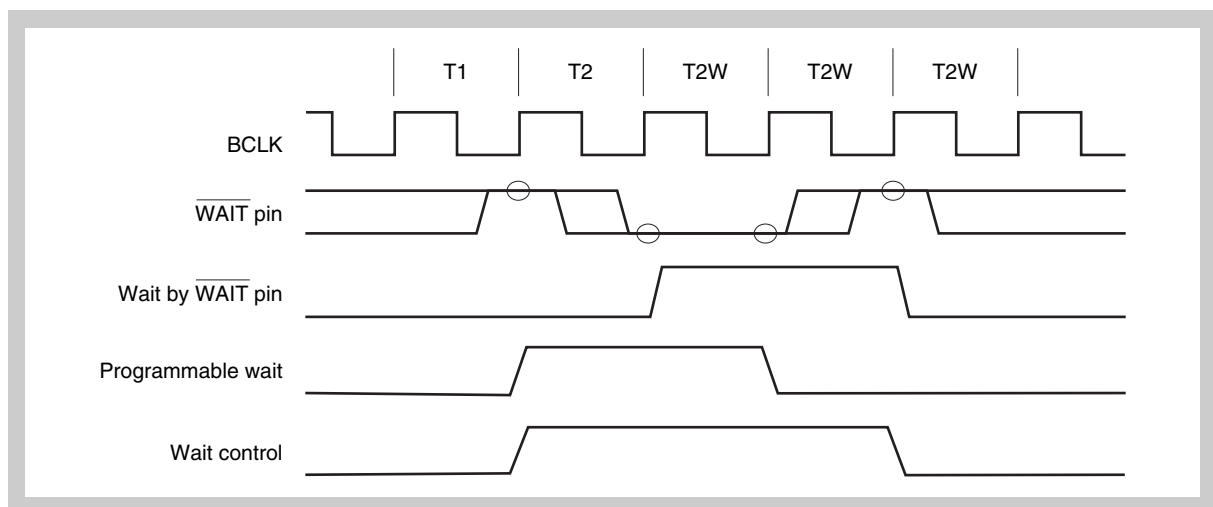 T1 T2 T2W T2W T2W
BCLK
WAIT pin
Wait by WAIT pin
Programmable wait
Wait control